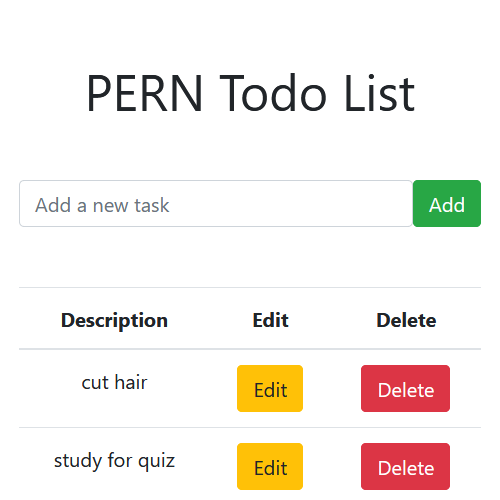 PERN Todo List
Add a new task Add
Description Edit Delete
cut hair Edit Delete
study for quiz Edit Delete